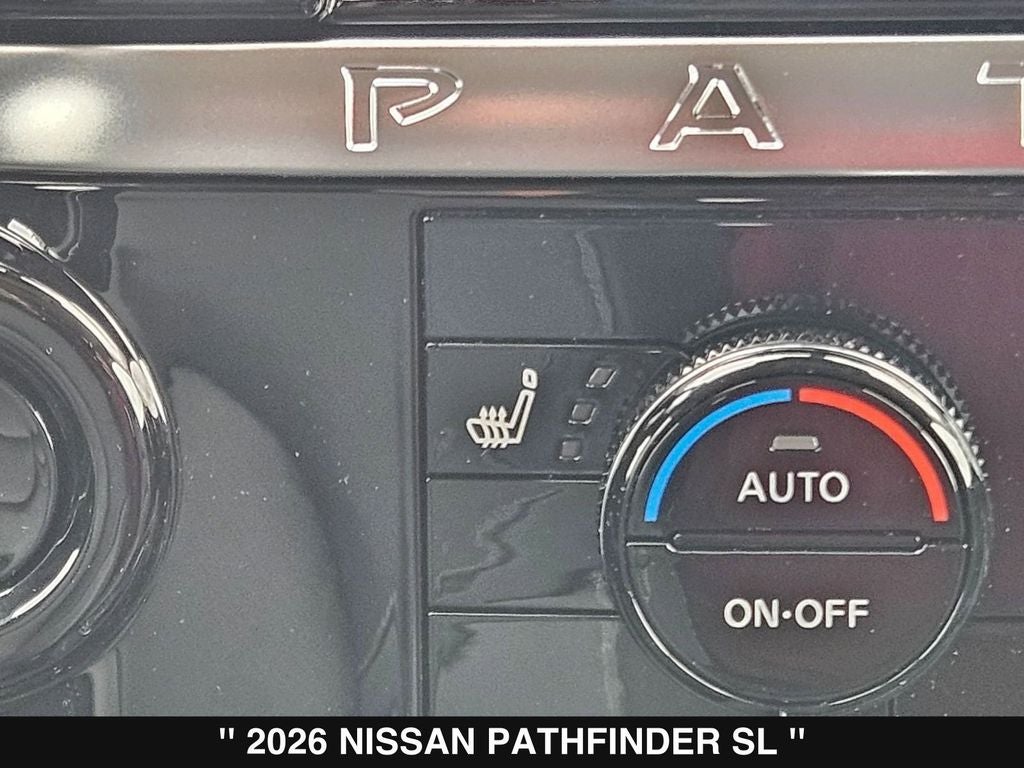 P A T
AUTO
ON•OFF
" 2026 NISSAN PATHFINDER SL "